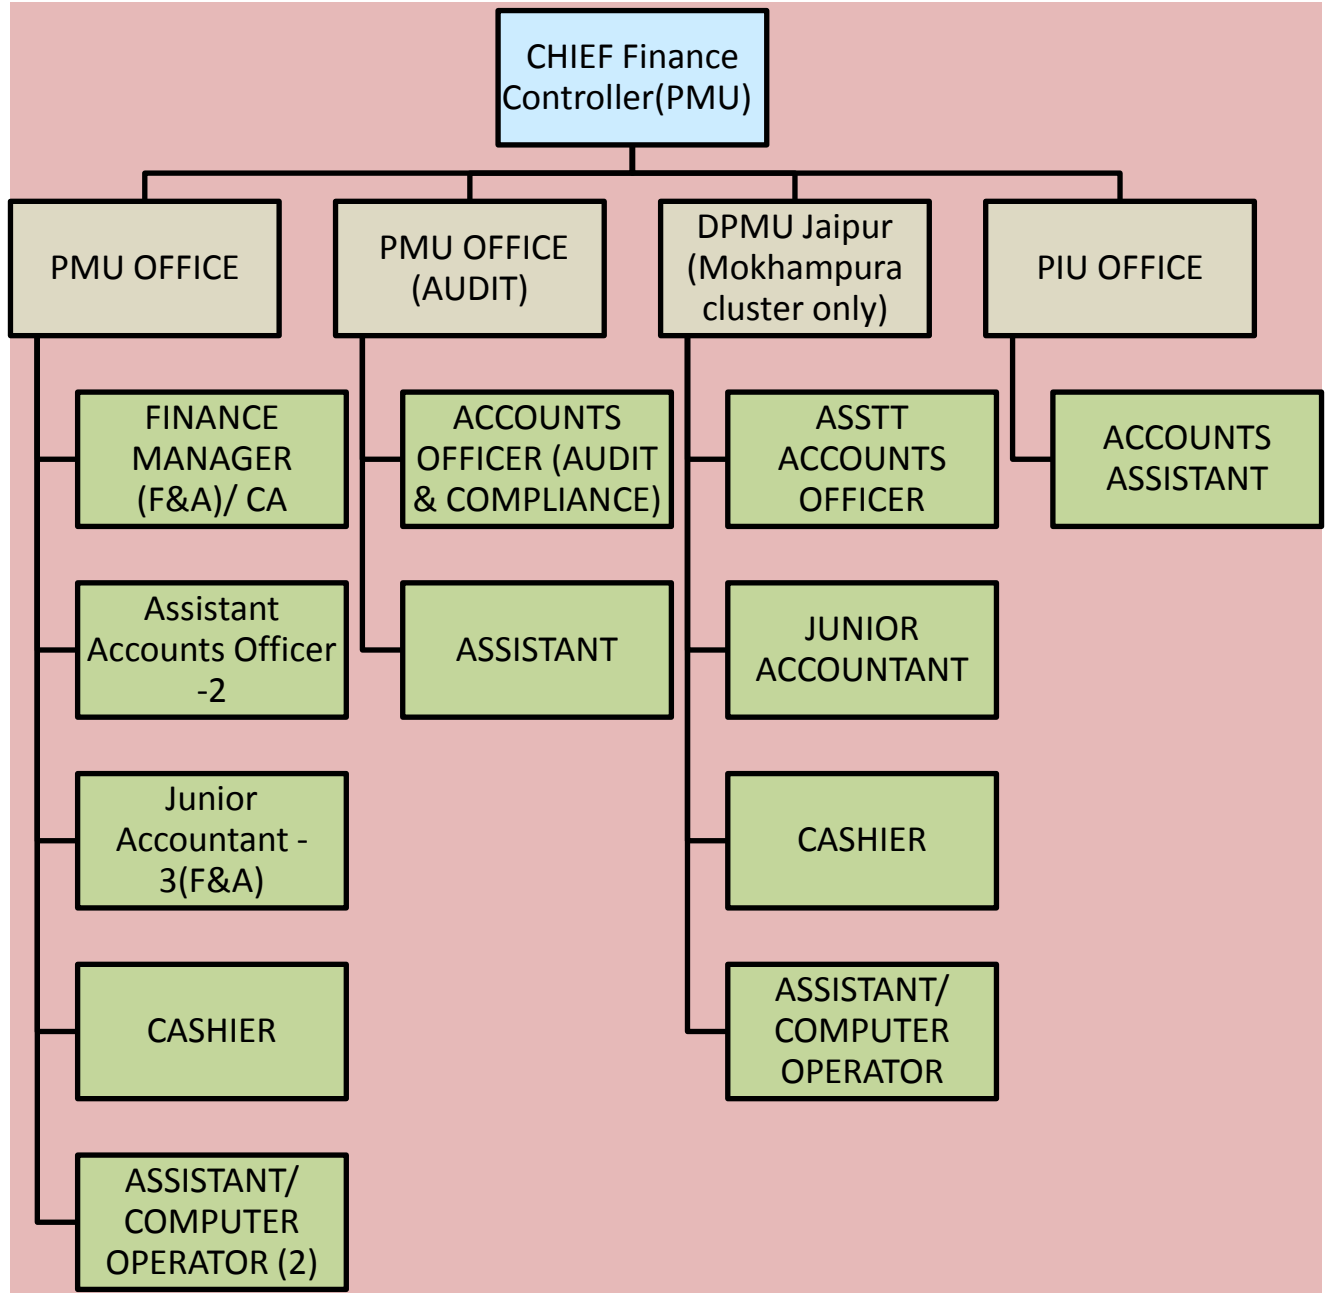 CHIEF Finance
Controller(PMU)
PMU OFFICE
PMU OFFICE
(AUDIT)
DPMU Jaipur
(Mokhampura
cluster only)
PIU OFFICE
FINANCE
MANAGER
(F&A)/ CA
Assistant
Accounts Officer
-2
Junior
Accountant -
3(F&A)
CASHIER
ASSISTANT/
COMPUTER
OPERATOR (2)
ACCOUNTS
OFFICER (AUDIT
& COMPLIANCE)
ASSISTANT
ASSTT
ACCOUNTS
OFFICER
JUNIOR
ACCOUNTANT
CASHIER
ASSISTANT/
COMPUTER
OPERATOR
ACCOUNTS
ASSISTANT